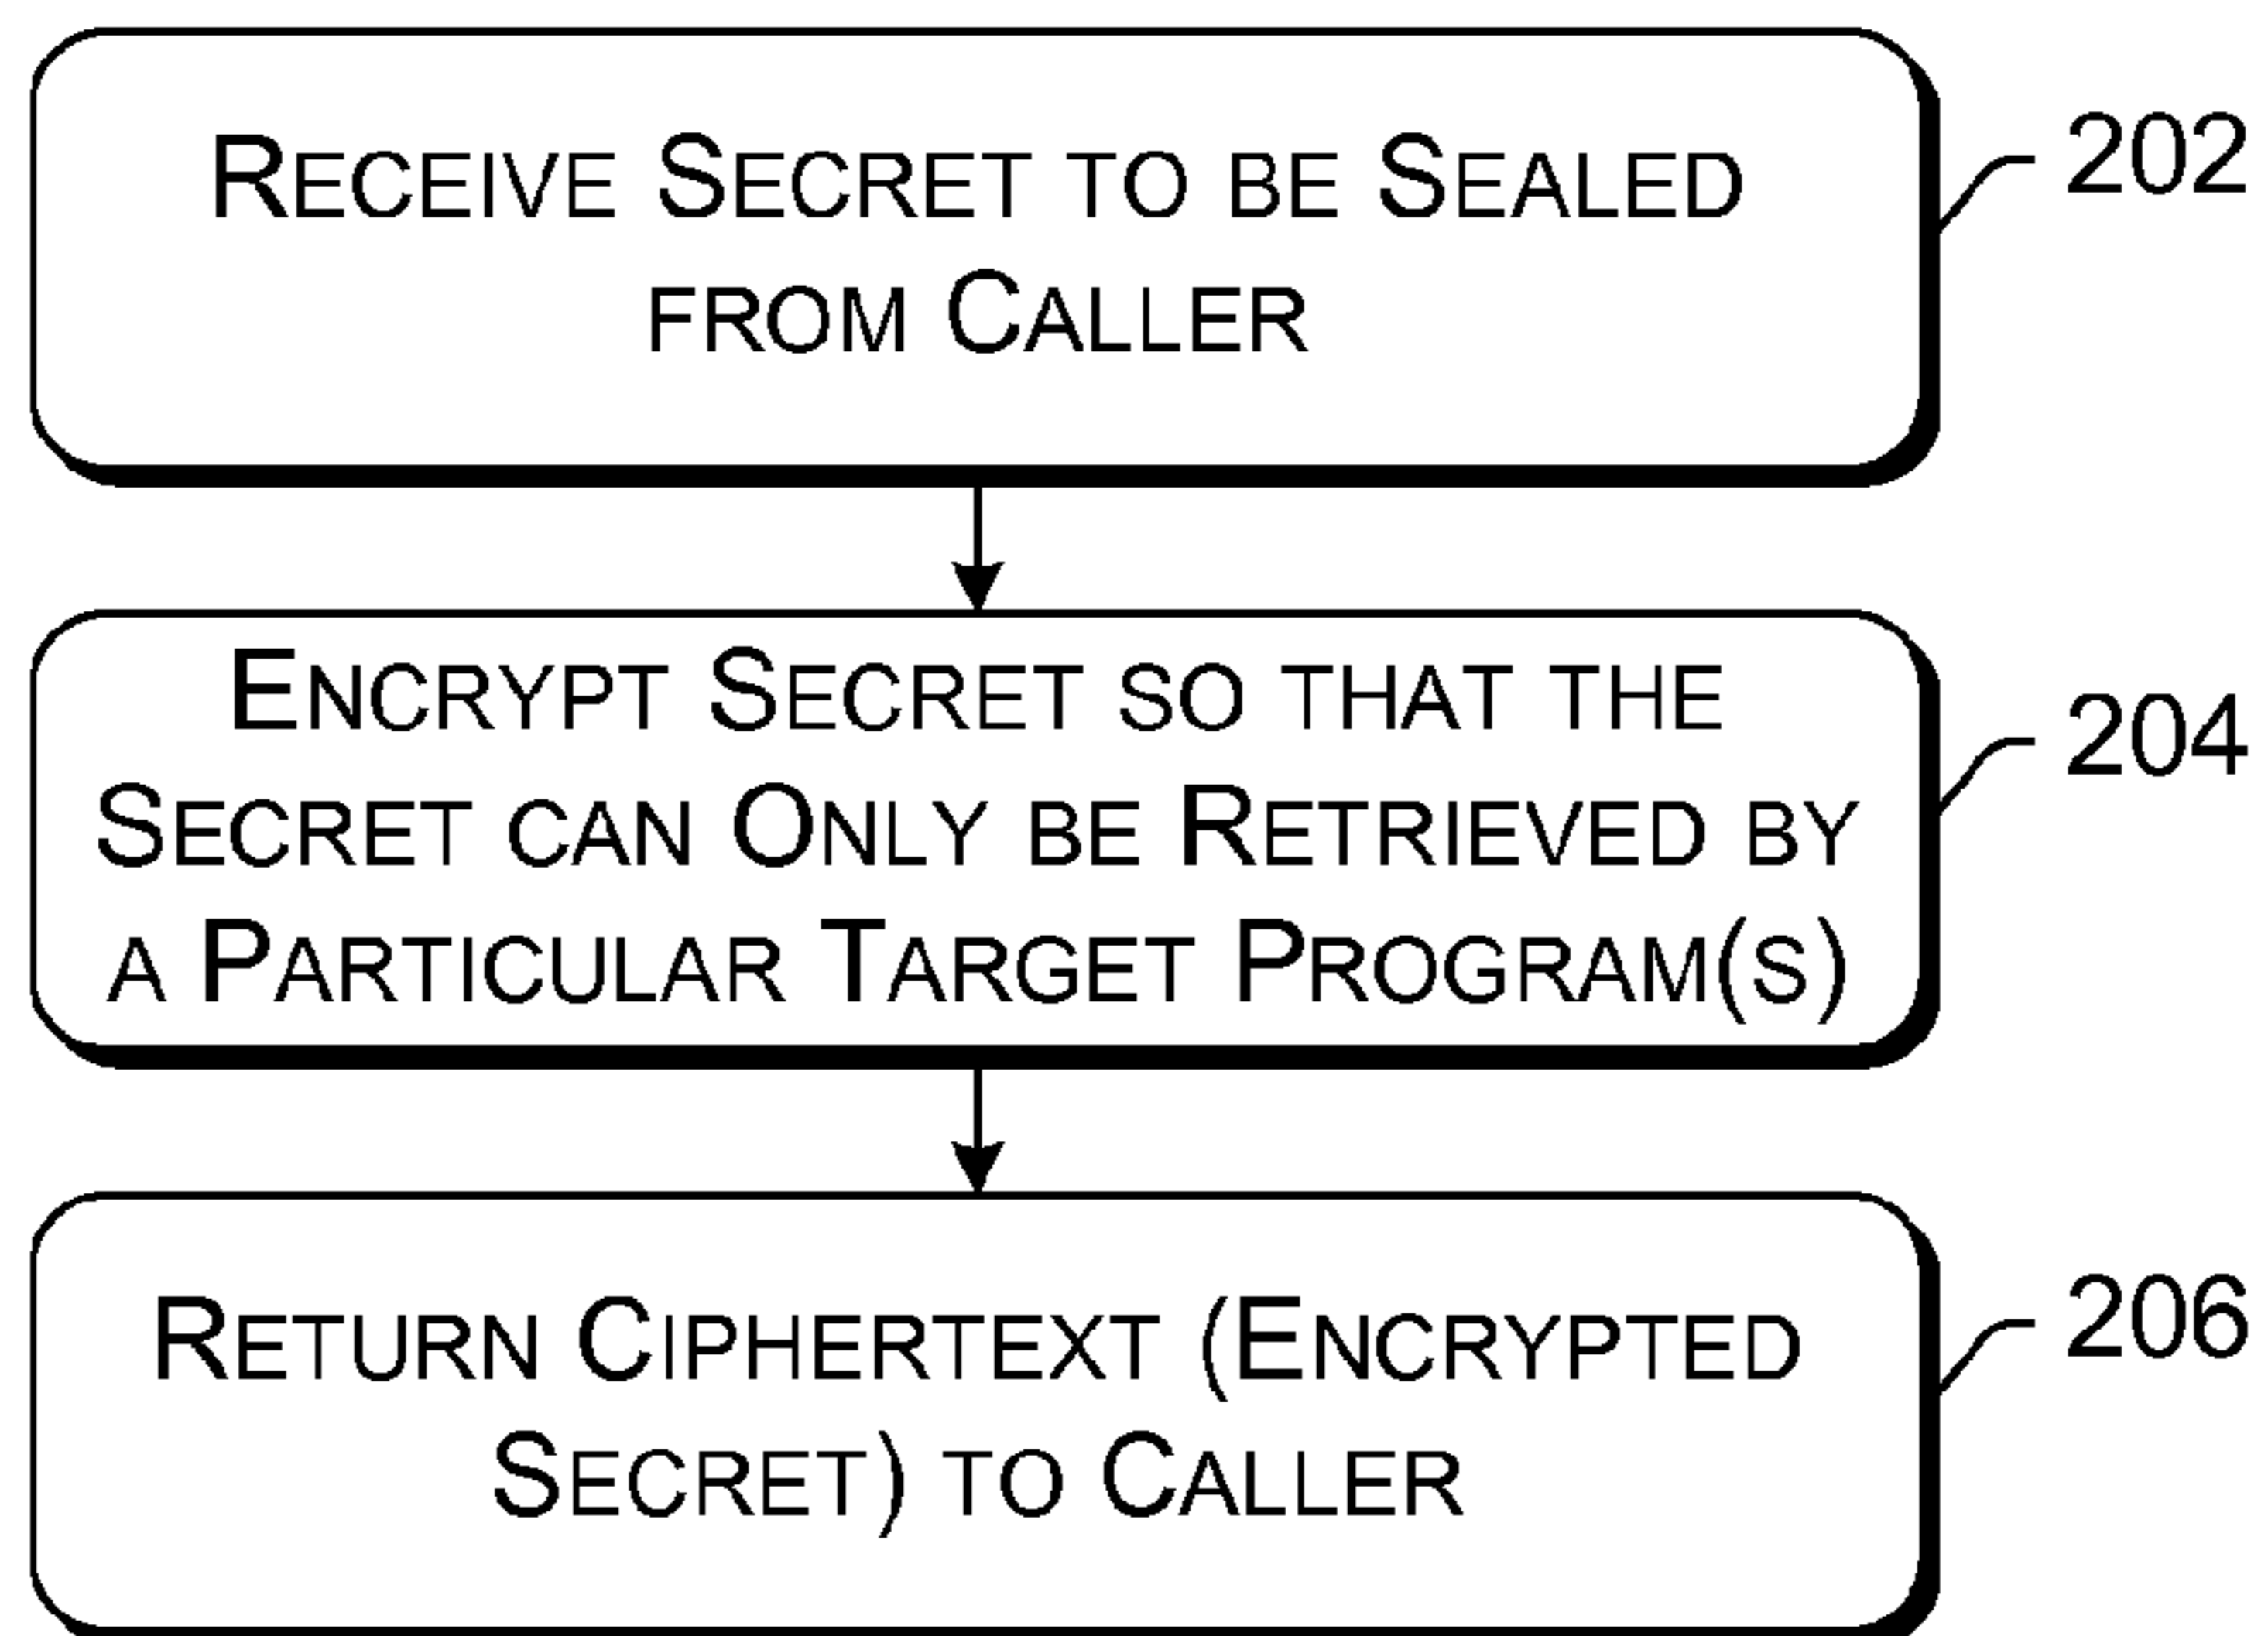 RECEIVE SECRET TO BE SEALED
FROM CALLER
202
ENCRYPT SECRET SO THAT THE
SECRET CAN ONLY BE RETRIEVED BY
A PARTICULAR TARGET PROGRAM(S)
204
RETURN CIPHERTEXT (ENCRYPTED
SECRET) TO CALLER
206